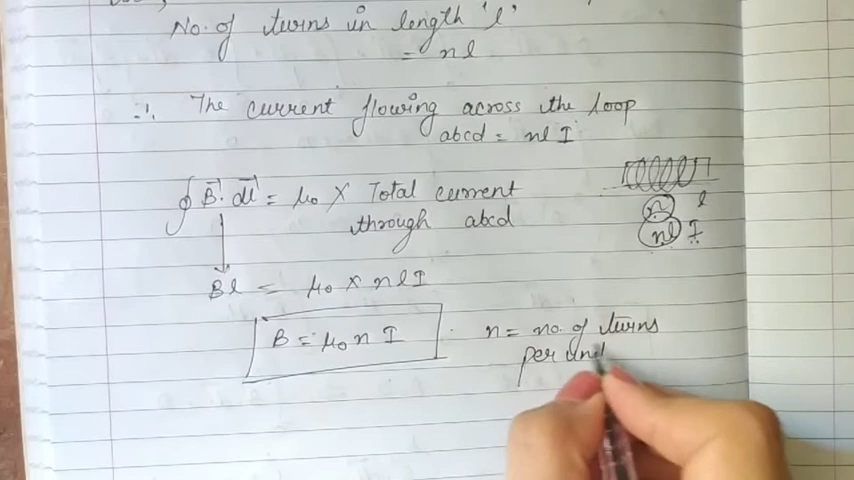 No. of turns in length 'l'
= nl
∴ The current flowing across the loop
abcd = nl I
∮ B⃗. dl⃗ = μ₀ × Total current
through abcd
l
n
nl I
Bl = μ₀ × nlI
B = μ₀ n I
n = no. of turns
per unit